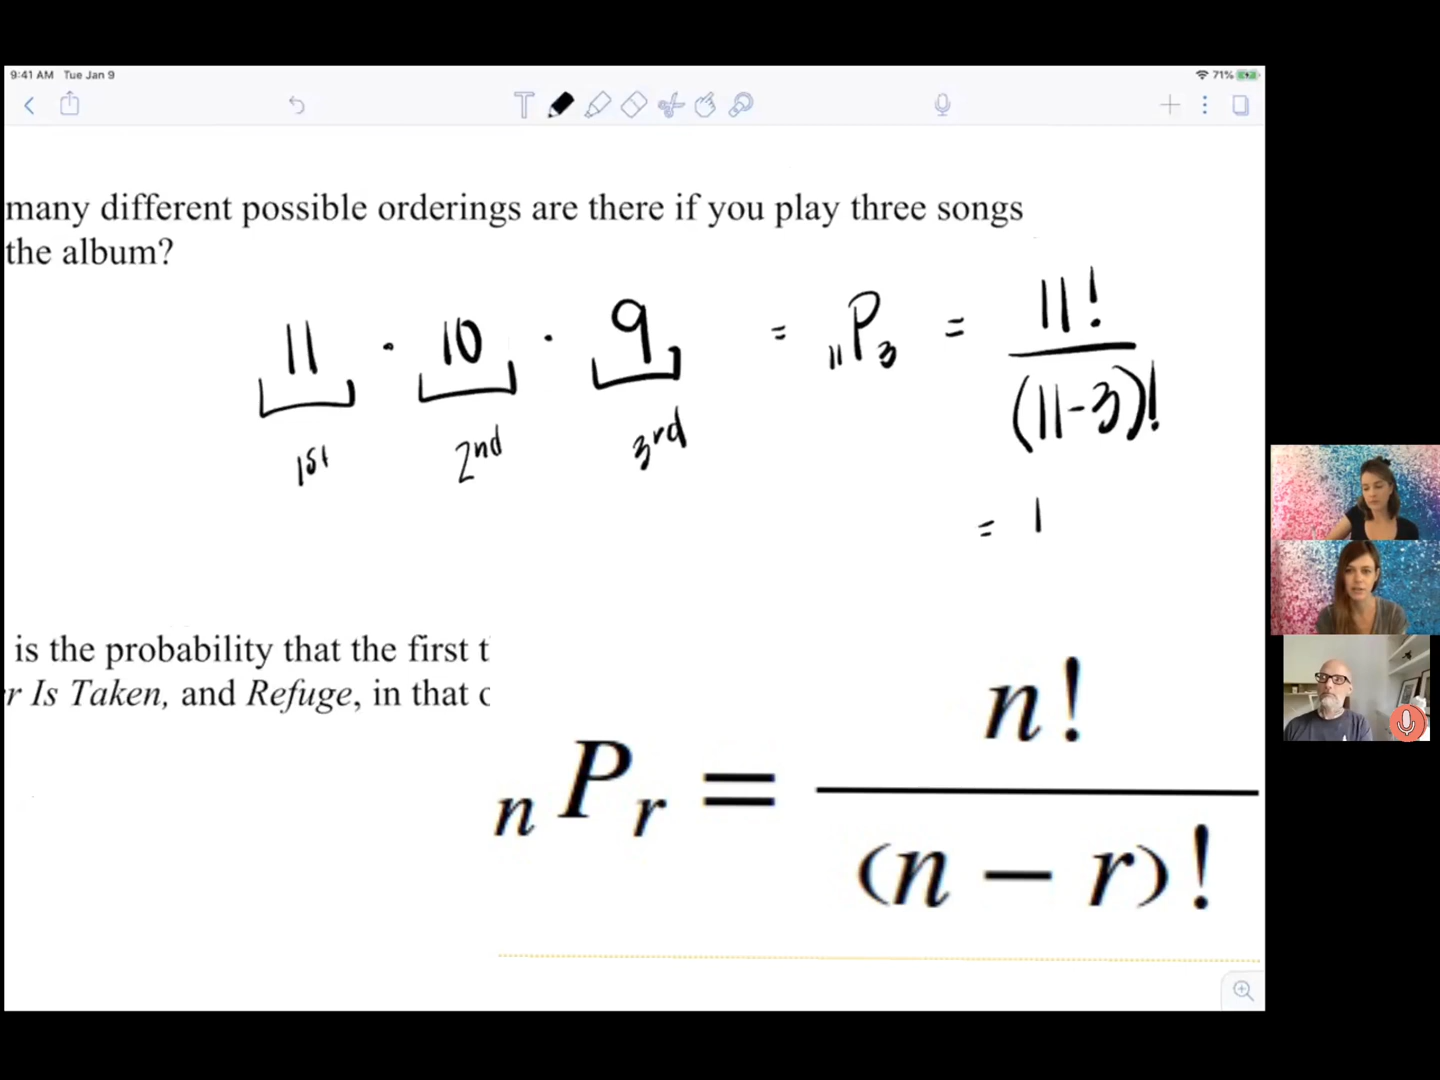 9:41 AM Tue Jan 9
71%
many different possible orderings are there if you play three songs
the album?
11 · 10 · 9 = 11P3 = 11!
(11-3)!
1st 2nd 3rd
= 1
is the probability that the first t
r Is Taken, and Refuge, in that o
nPr = n!
(n − r)!